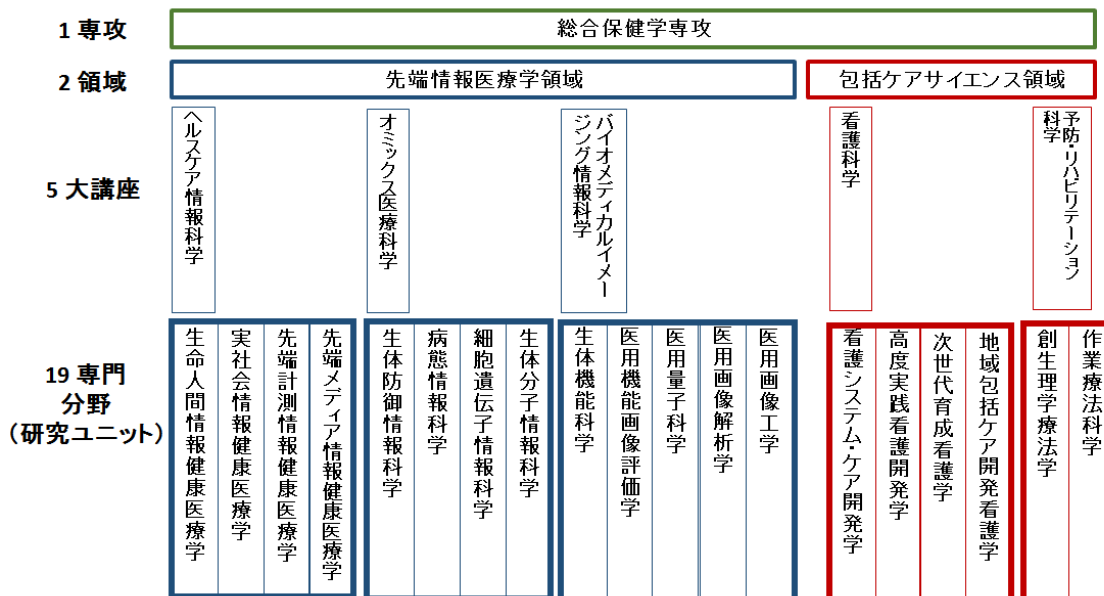 1 専攻
総合保健学専攻
2 領域
先端情報医療学領域
包括ケアサイエンス領域
5 大講座
ヘルスケア情報科学
オミックス医療科学
バイオメディカルイメー
ジング情報科学
看護科学
予防・リハビリテーション
科学
19 専門
分野
（研究ユニット）
生命人間情報健康医療学
実社会情報健康医療学
先端計測情報健康医療学
先端メディア情報健康医療学
生体防御情報科学
病態情報科学
細胞遺伝子情報科学
生体分子情報科学
生体機能科学
医用機能画像評価学
医用量子科学
医用画像解析学
医用画像工学
看護システム・ケア開発学
高度実践看護開発学
次世代育成看護学
地域包括ケア開発看護学
創生理学療法学
作業療法科学